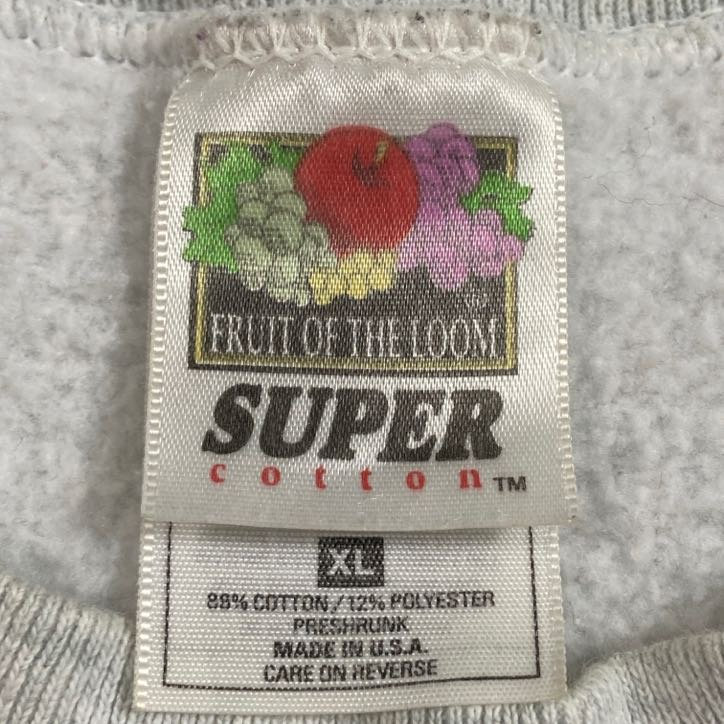 FRUIT OF THE LOOM
SUPER
cotton™
XL
88% COTTON/12% POLYESTER
PRESHRUNK
MADE IN U.S.A.
CARE ON REVERSE